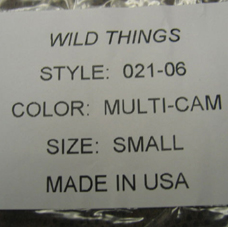 WILD THINGS
STYLE: 021-06
COLOR: MULTI-CAM
SIZE: SMALL
MADE IN USA